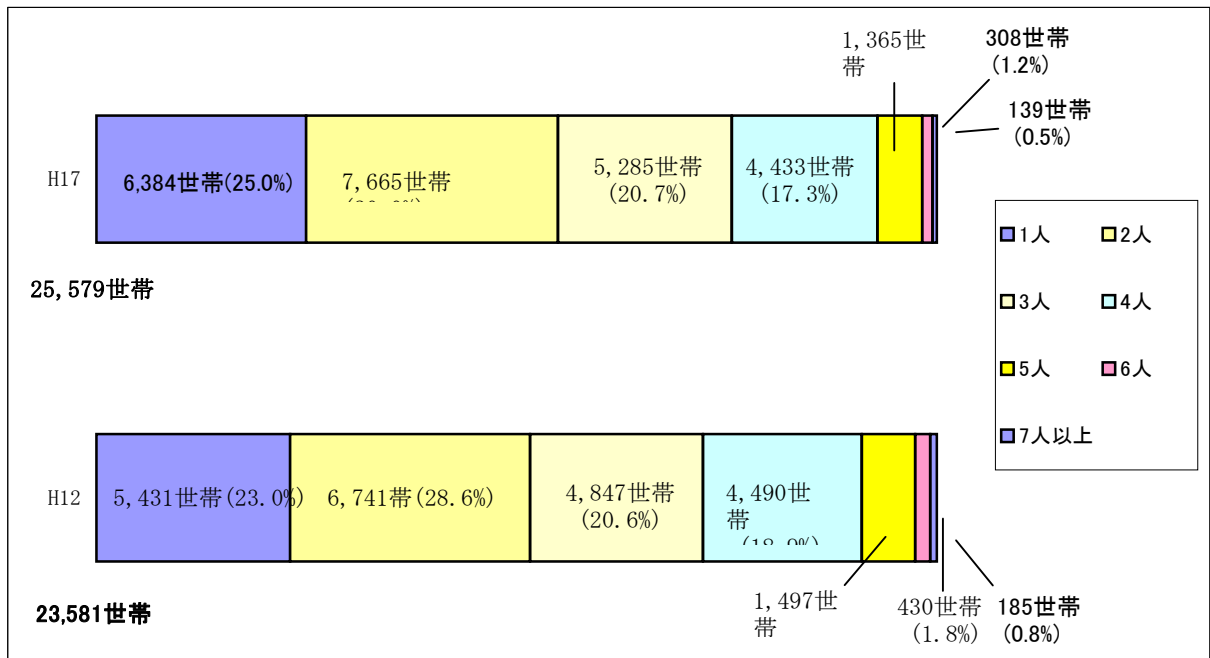 1,365世
帯
308世帯
(1.2%)
139世帯
(0.5%)
H17
6,384世帯(25.0%)
7,665世帯
5,285世帯
(20.7%)
4,433世帯
(17.3%)
25,579世帯
1人
2人
3人
4人
5人
6人
7人以上
H12
5,431世帯(23.0%)
6,741帯(28.6%)
4,847世帯
(20.6%)
4,490世
帯
23,581世帯
1,497世
帯
430世帯
(1.8%)
185世帯
(0.8%)